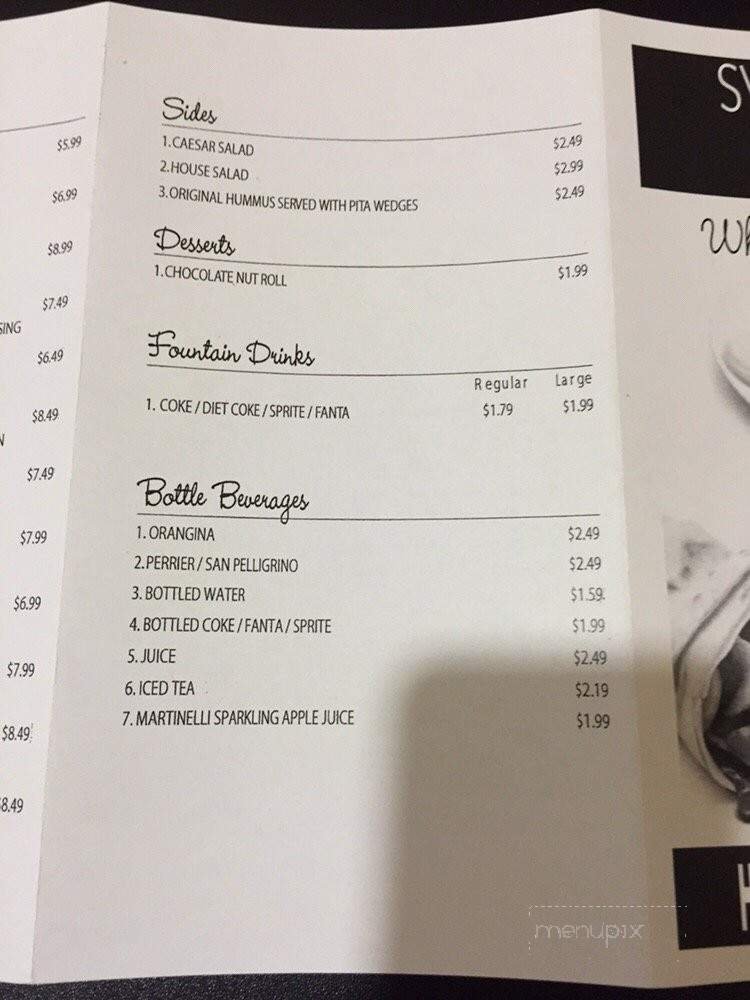 $5.99
$6.99
$8.99
$7.49
SING
$6.49
$8.49
N
$7.49
$7.99
$6.99
$7.99
$8.49
$8.49
Sides
1. CAESAR SALAD $2.49
2. HOUSE SALAD $2.99
3. ORIGINAL HUMMUS SERVED WITH PITA WEDGES $2.49
Desserts
1. CHOCOLATE NUT ROLL $1.99
Fountain Drinks
Regular Large
1. COKE / DIET COKE / SPRITE / FANTA $1.79 $1.99
Bottle Beverages
1. ORANGINA $2.49
2. PERRIER / SAN PELLIGRINO $2.49
3. BOTTLED WATER $1.59
4. BOTTLED COKE / FANTA / SPRITE $1.99
5. JUICE $2.49
6. ICED TEA $2.19
7. MARTINELLI SPARKLING APPLE JUICE $1.99
menupix